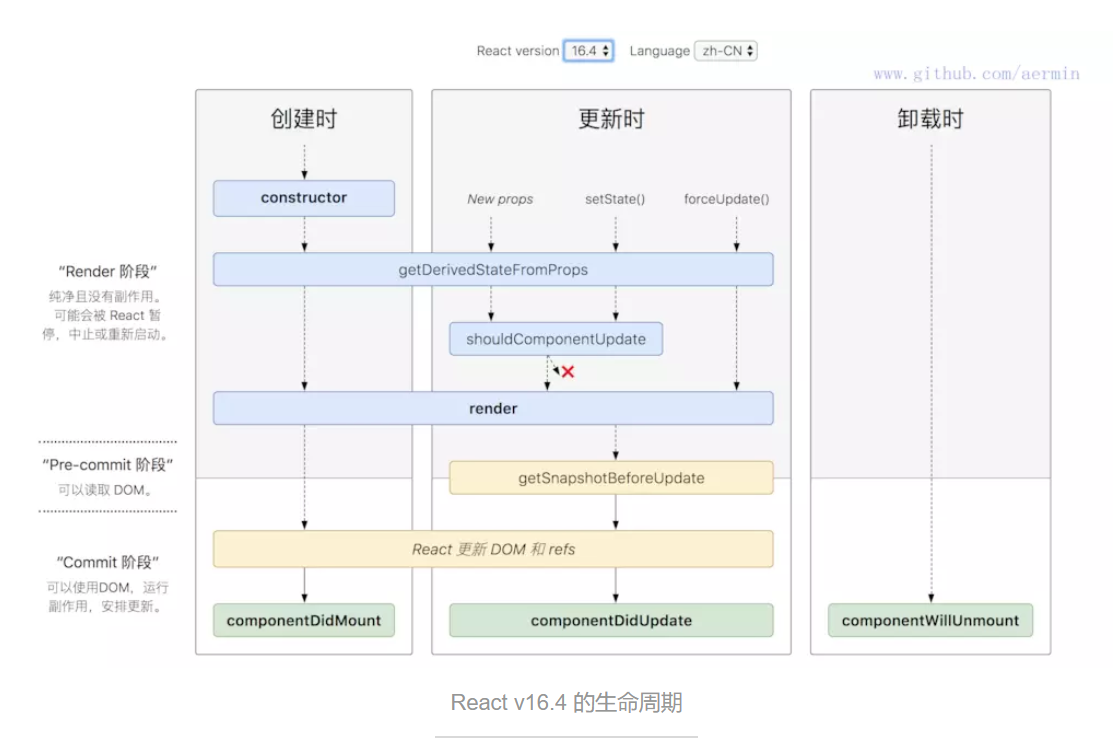 React version 16.4 Language zh-CN
www.github.com/aermin
创建时
更新时
卸载时
constructor
New props
setState()
forceUpdate()
“Render 阶段”
纯净且没有副作用。
可能会被 React 暂
停，中止或重新启动。
getDerivedStateFromProps
shouldComponentUpdate
render
“Pre-commit 阶段”
可以读取 DOM。
getSnapshotBeforeUpdate
“Commit 阶段”
可以使用DOM，运行
副作用，安排更新。
React 更新 DOM 和 refs
componentDidMount
componentDidUpdate
componentWillUnmount
React v16.4 的生命周期